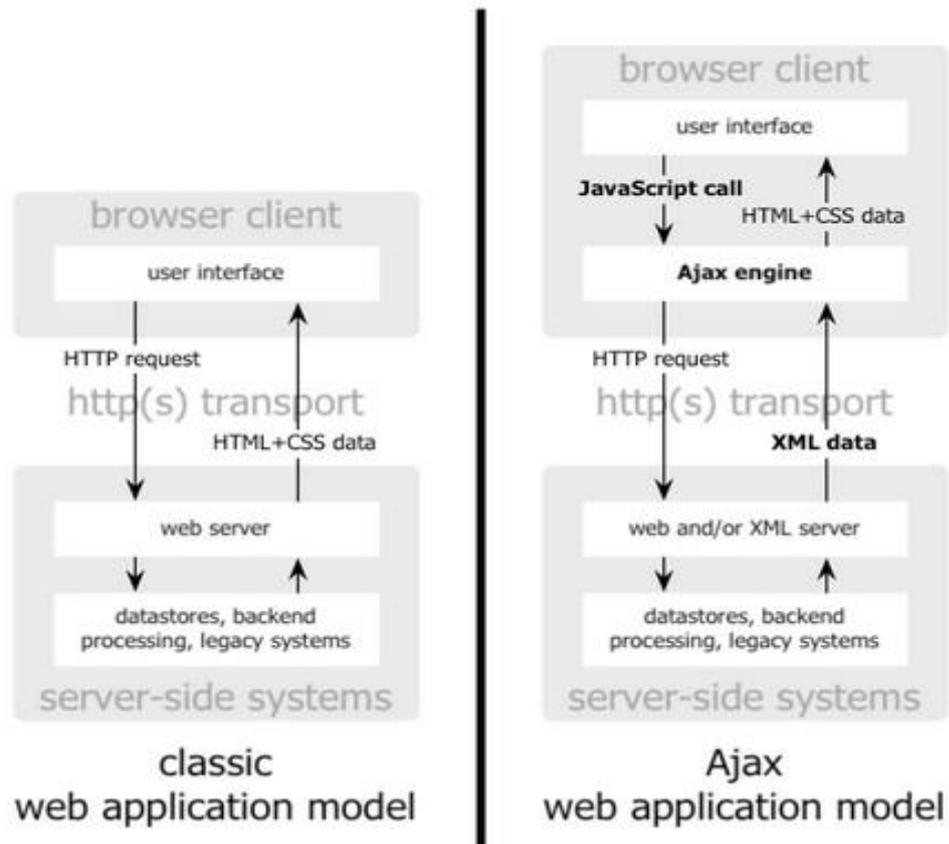 browser client
user interface
HTTP request
http(s) transport
HTML+CSS data
web server
datastores, backend
processing, legacy systems
server-side systems
classic
web application model
browser client
user interface
JavaScript call
HTML+CSS data
Ajax engine
HTTP request
http(s) transport
XML data
web and/or XML server
datastores, backend
processing, legacy systems
server-side systems
Ajax
web application model